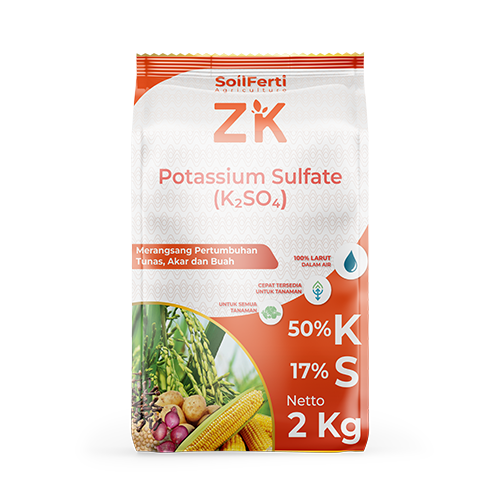 SoilFerti
Agriculture
ZK
Potassium Sulfate
(K₂SO₄)
Merangsang Pertumbuhan
Tunas, Akar dan Buah
100% LARUT
DALAM AIR
CEPAT TERSEDIA
UNTUK TANAMAN
UNTUK SEMUA
TANAMAN
50% K
17% S
Netto
2 Kg